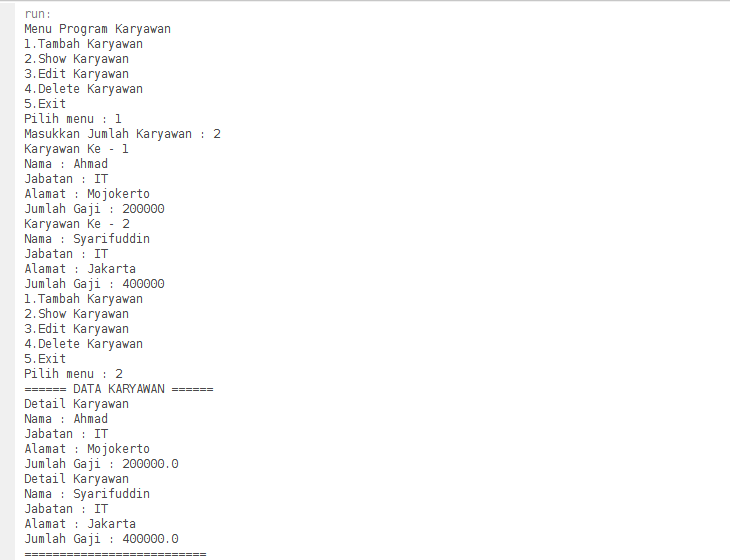 run:
Menu Program Karyawan
1.Tambah Karyawan
2.Show Karyawan
3.Edit Karyawan
4.Delete Karyawan
5.Exit
Pilih menu : 1
Masukkan Jumlah Karyawan : 2
Karyawan Ke - 1
Nama : Ahmad
Jabatan : IT
Alamat : Mojokerto
Jumlah Gaji : 200000
Karyawan Ke - 2
Nama : Syarifuddin
Jabatan : IT
Alamat : Jakarta
Jumlah Gaji : 400000
1.Tambah Karyawan
2.Show Karyawan
3.Edit Karyawan
4.Delete Karyawan
5.Exit
Pilih menu : 2
====== DATA KARYAWAN ======
Detail Karyawan
Nama : Ahmad
Jabatan : IT
Alamat : Mojokerto
Jumlah Gaji : 200000.0
Detail Karyawan
Nama : Syarifuddin
Jabatan : IT
Alamat : Jakarta
Jumlah Gaji : 400000.0
==========================